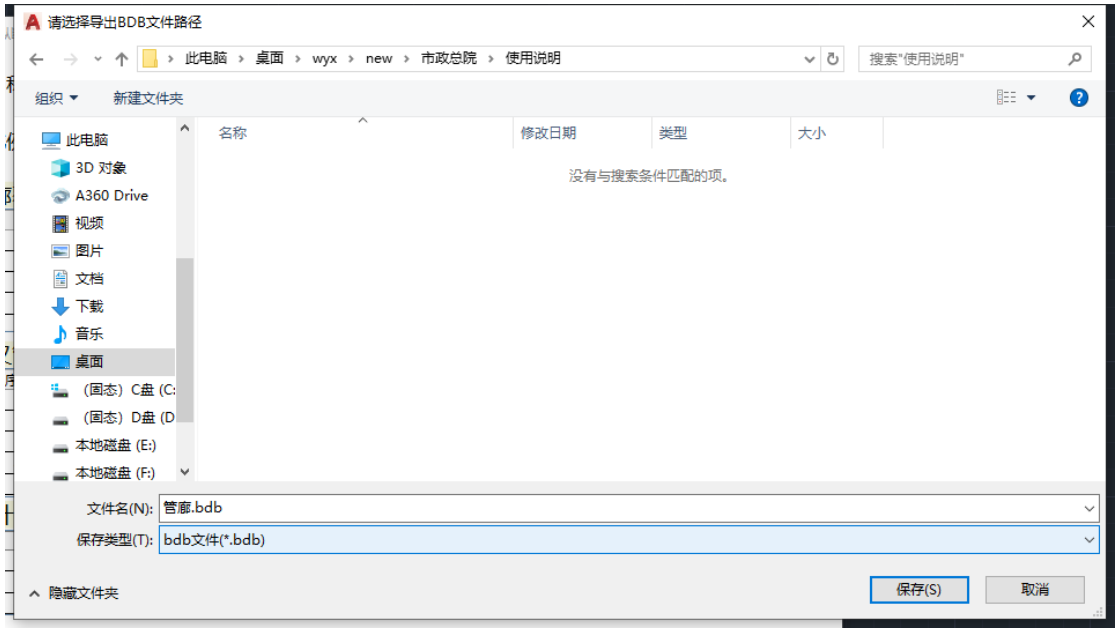 请选择导出BDB文件路径
此电脑 › 桌面 › wyx › new › 市政总院 › 使用说明
搜索"使用说明"
组织 新建文件夹
名称 修改日期 类型 大小
没有与搜索条件匹配的项。
此电脑
3D 对象
A360 Drive
视频
图片
文档
下载
音乐
桌面
(固态) C盘 (C:
(固态) D盘 (D
本地磁盘 (E:)
本地磁盘 (F:)
文件名(N): 管廊.bdb
保存类型(T): bdb文件(*.bdb)
隐藏文件夹
保存(S) 取消